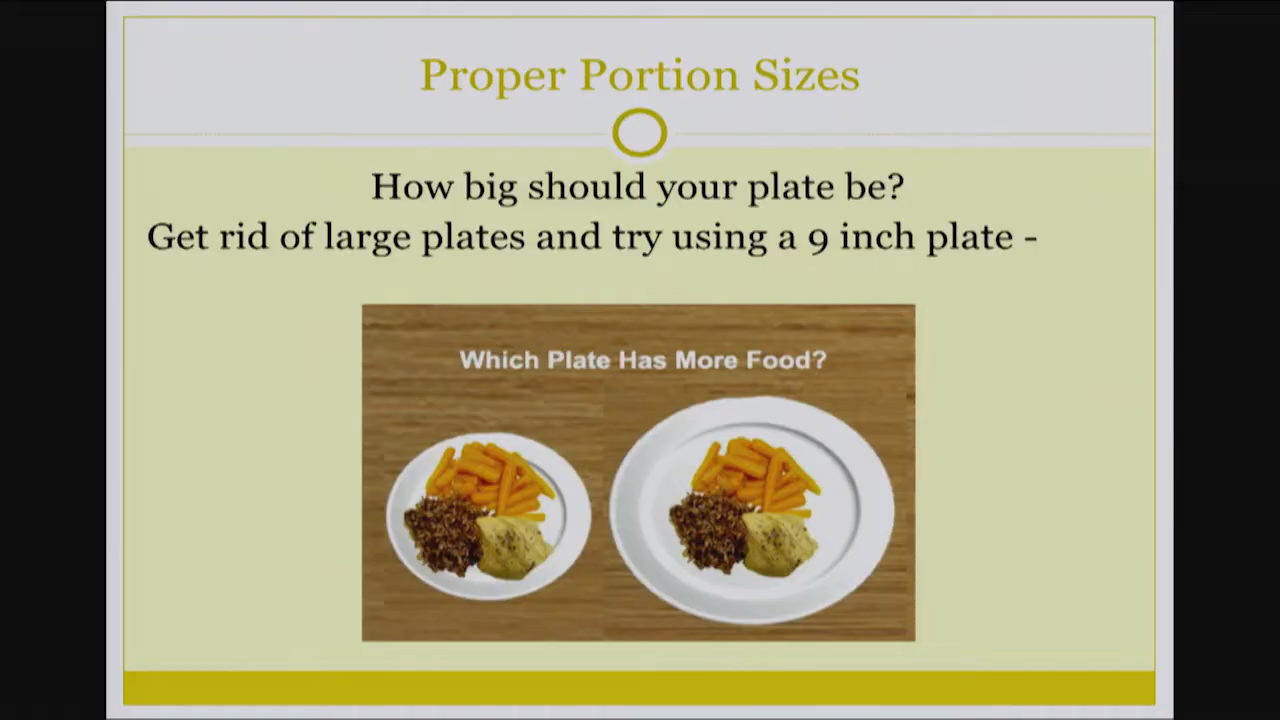 Proper Portion Sizes
How big should your plate be?
Get rid of large plates and try using a 9 inch plate -
Which Plate Has More Food?